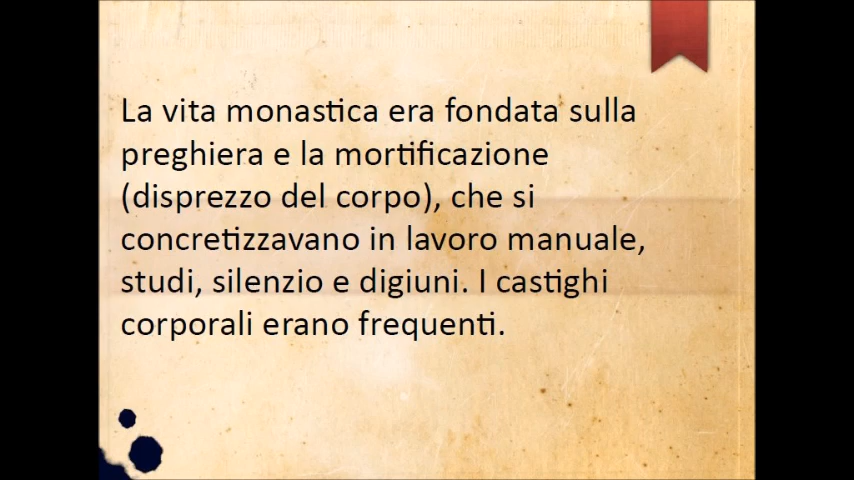 La vita monastica era fondata sulla
preghiera e la mortificazione
(disprezzo del corpo), che si
concretizzavano in lavoro manuale,
studi, silenzio e digiuni. I castighi
corporali erano frequenti.